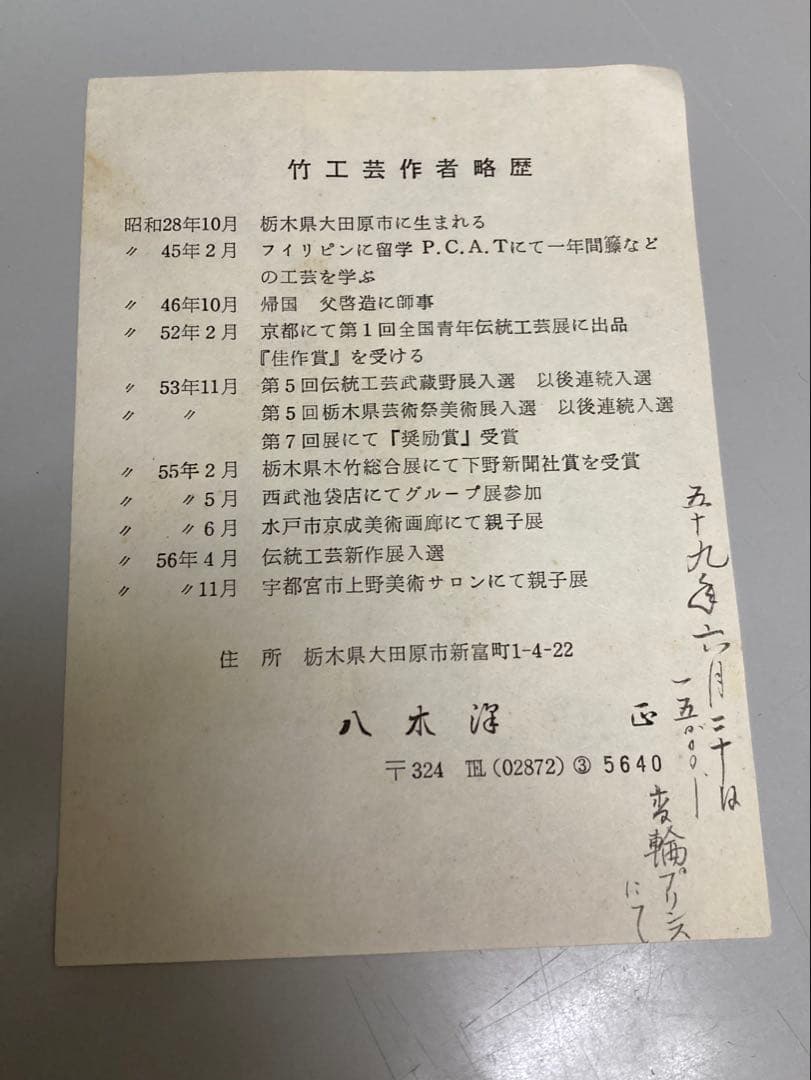 竹工芸作者略歴
昭和28年10月 栃木県大田原市に生まれる
〃 45年2月 フイリピンに留学 P.C.A.Tにて一年間籐など
の工芸を学ぶ
〃 46年10月 帰国 父啓造に師事
〃 52年2月 京都にて第1回全国青年伝統工芸展に出品
『佳作賞』を受ける
〃 53年11月 第5回伝統工芸武蔵野展入選 以後連続入選
〃 〃 第5回栃木県芸術祭美術展入選 以後連続入選
第7回展にて『奨励賞』受賞
〃 55年2月 栃木県木竹総合展にて下野新聞社賞を受賞
〃 〃5月 西武池袋店にてグループ展参加
〃 〃6月 水戸市京成美術画廊にて親子展
〃 56年4月 伝統工芸新作展入選
〃 〃11月 宇都宮市上野美術サロンにて親子展
住所 栃木県大田原市新富町1-4-22
八木澤 正
〒324 ℡(02872)③5640
五十九年六月二十日
輪プリンス
にて